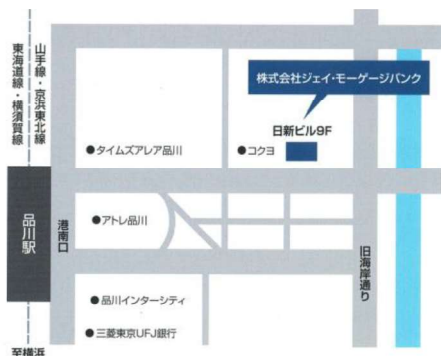 山手線・京浜東北線
東海道線・横須賀線
株式会社ジェイ・モーゲージバンク
日新ビル9F
●タイムズアレア品川
●コクヨ
品川駅
港南口
●アトレ品川
旧海岸通り
●品川インターシティ
●三菱東京UFJ銀行
至横浜